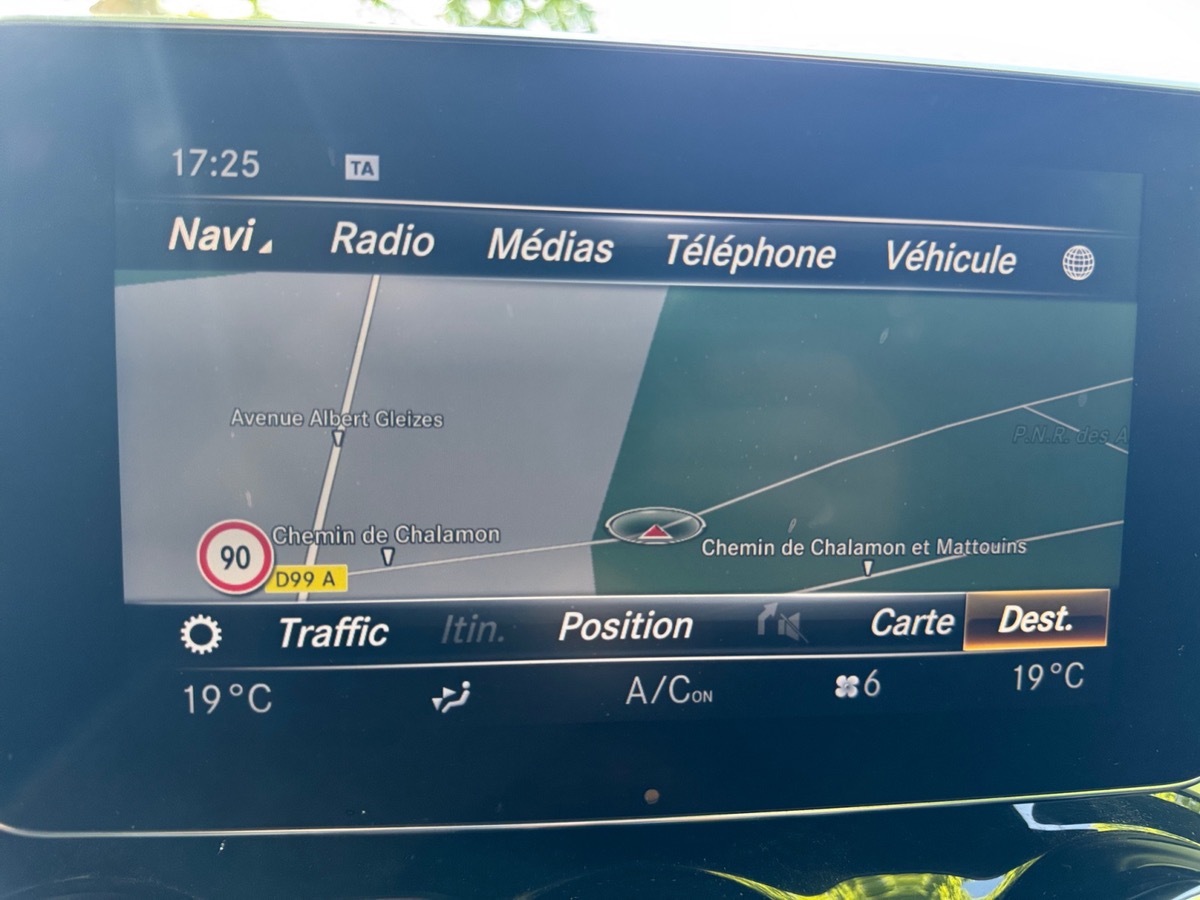 17:25 TA
Navi Radio Médias Téléphone Véhicule
Avenue Albert Gleizes
P.N.R. des A
Chemin de Chalamon
Chemin de Chalamon et Mattouins
90
D99 A
Traffic Itin. Position Carte Dest.
19°C A/C ON 6 19°C